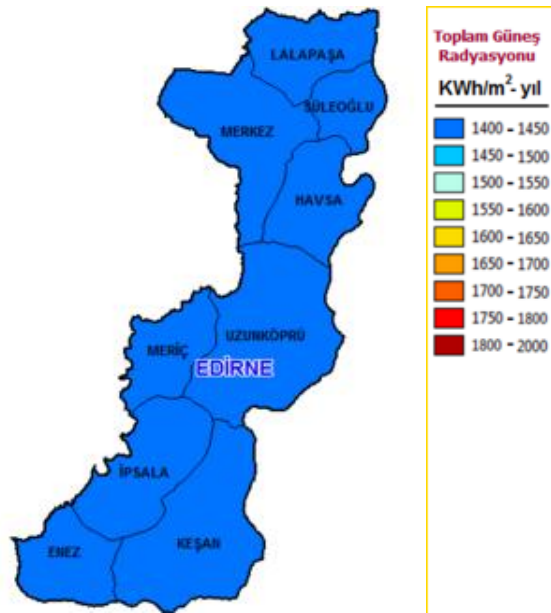 LALAPAŞA
SÜLEOĞLU
MERKEZ
HAVSA
UZUNKÖPRÜ
MERİÇ
EDİRNE
İPSALA
KEŞAN
ENEZ
Toplam Güneş
Radyasyonu
KWh/m²- yıl
1400 - 1450
1450 - 1500
1500 - 1550
1550 - 1600
1600 - 1650
1650 - 1700
1700 - 1750
1750 - 1800
1800 - 2000